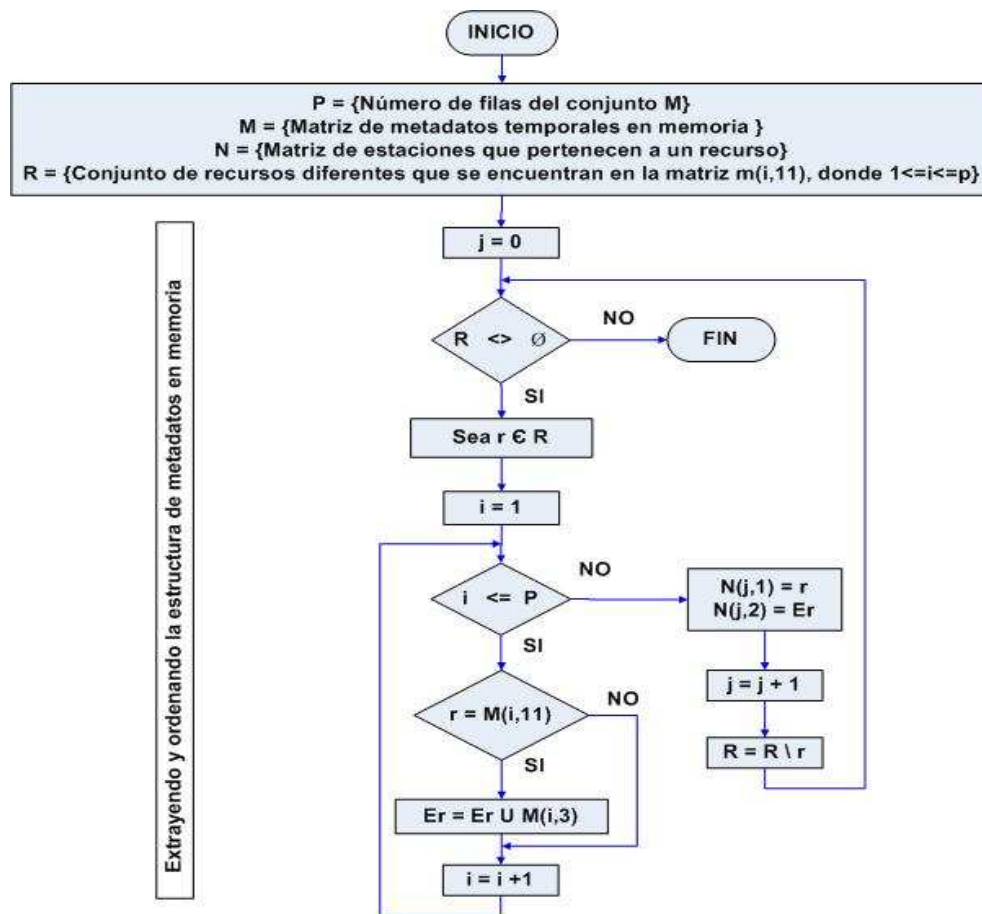 INICIO
P = {Número de filas del conjunto M}
M = {Matriz de metadatos temporales en memoria }
N = {Matriz de estaciones que pertenecen a un recurso}
R = {Conjunto de recursos diferentes que se encuentran en la matriz m(i,11), donde 1<=i<=p}
Extrayendo y ordenando la estructura de metadatos en memoria
j = 0
R <> Ø
NO
FIN
SI
Sea r Є R
i = 1
i <= P
NO
N(j,1) = r
N(j,2) = Er
SI
j = j + 1
r = M(i,11)
NO
R = R \ r
SI
Er = Er U M(i,3)
i = i +1